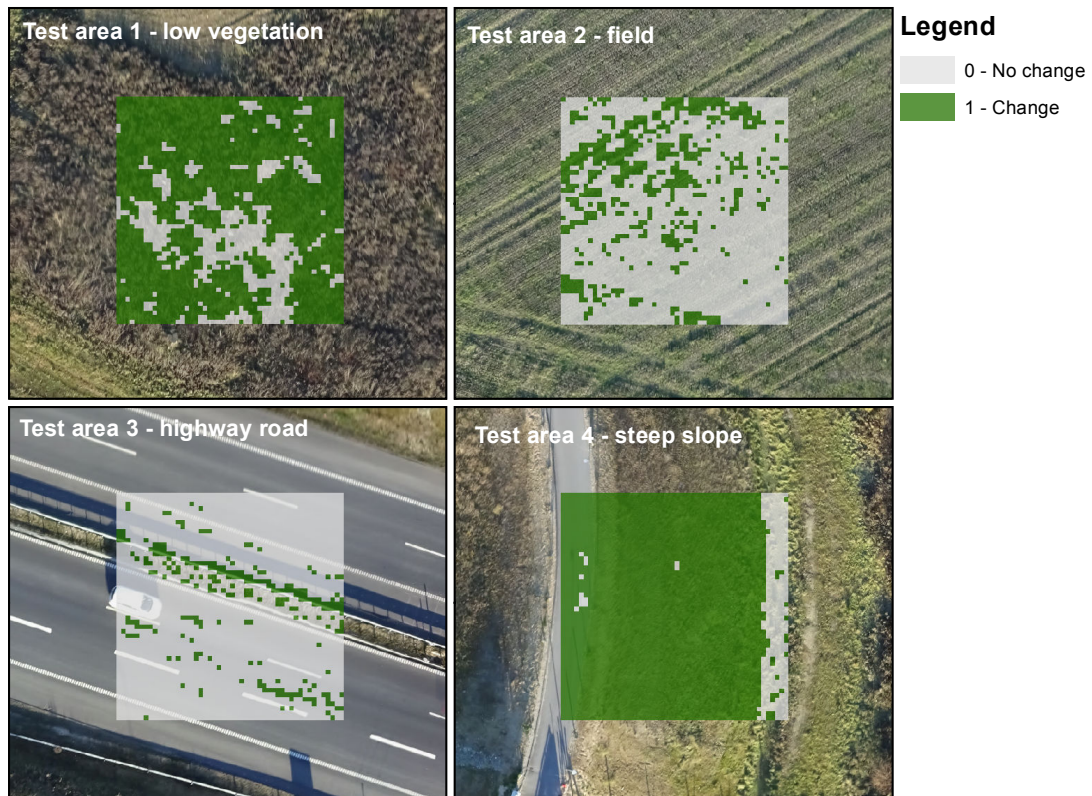 Test area 1 - low vegetation
Test area 2 - field
Legend
0 - No change
1 - Change
Test area 3 - highway road
Test area 4 - steep slope